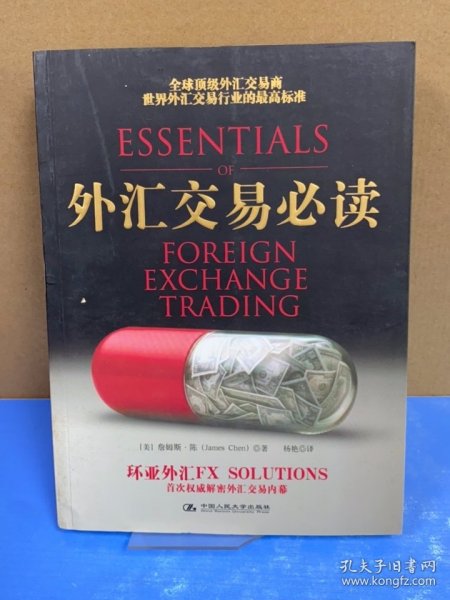 全球顶级外汇交易商
世界外汇交易行业的最高标准
ESSENTIALS
OF
外汇交易必读
FOREIGN
EXCHANGE
TRADING
[美] 詹姆斯·陈 (James Chen) ◎著 杨艳◎译
环亚外汇FX SOLUTIONS
首次权威解密外汇交易内幕
中国人民大学出版社
China Renmin University Press
孔夫子旧书网
www.kongfz.com